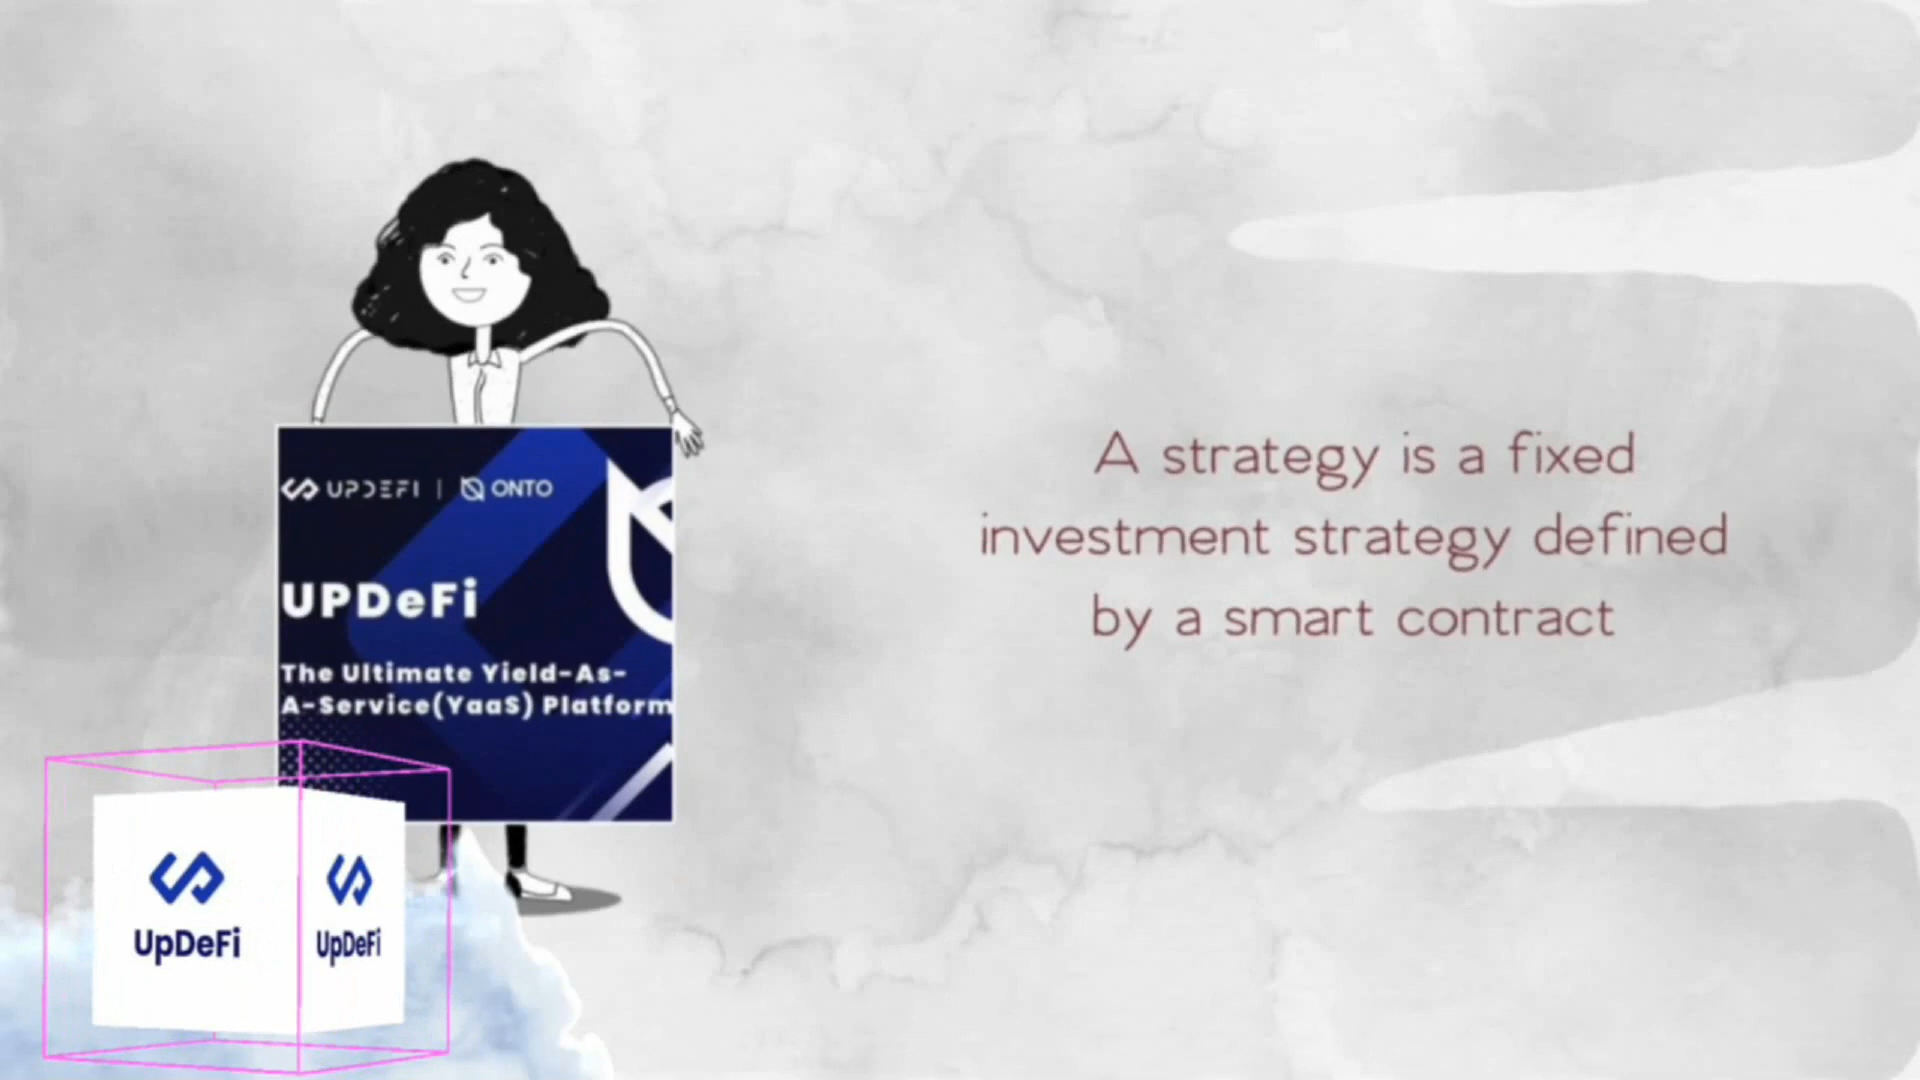 UPDEFI | ONTO
UPDeFi
The Ultimate Yield-As-
A-Service(YaaS) Platform
A strategy is a fixed
investment strategy defined
by a smart contract
UpDeFi
UpDeFi